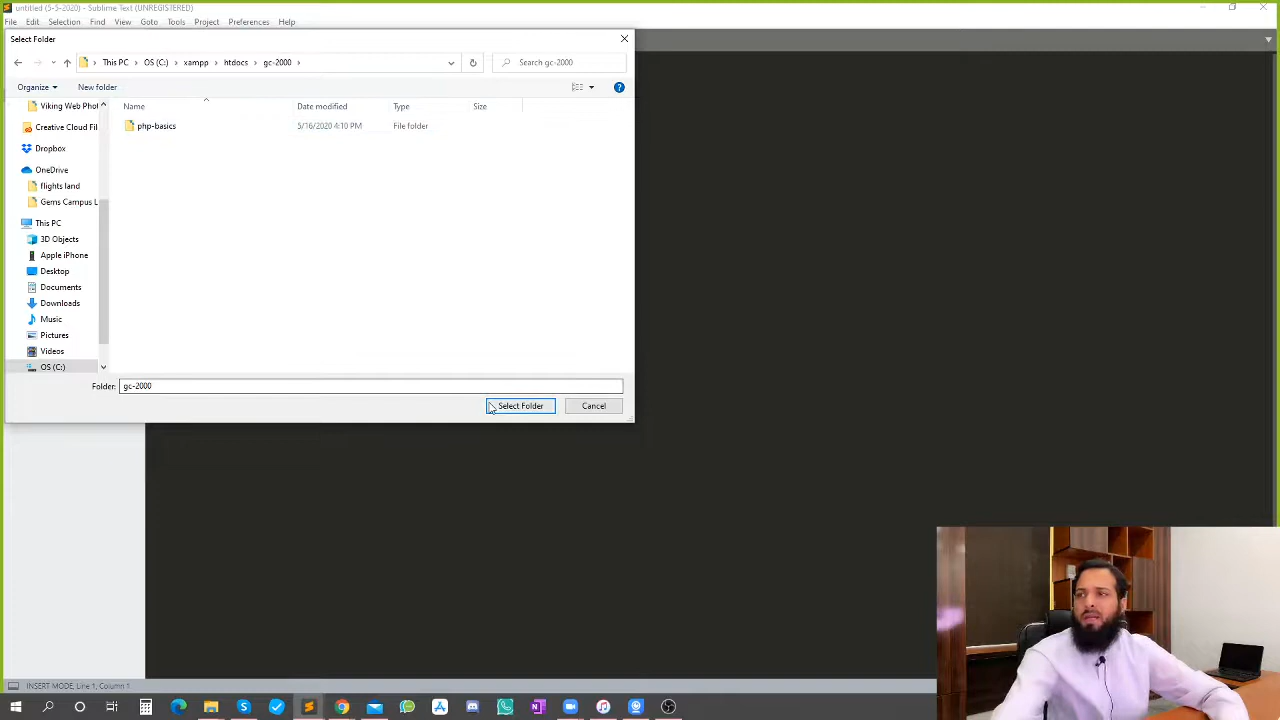 untitled (5-5-2020) - Sublime Text (UNREGISTERED)
File Edit Selection Find View Goto Tools Project Preferences Help
Select Folder
This PC > OS (C:) > xampp > htdocs > gc-2000 >
Search gc-2000
Organize
New folder
Name
Date modified
Type
Size
Viking Web Phot
php-basics
5/16/2020 4:10 PM
File folder
Creative Cloud Fil
Dropbox
OneDrive
flights land
Gems Campus L
This PC
3D Objects
Apple iPhone
Desktop
Documents
Downloads
Music
Pictures
Videos
OS (C:)
Folder:
gc-2000
Select Folder
Cancel
INSERT MODE, Line 1, Column 1